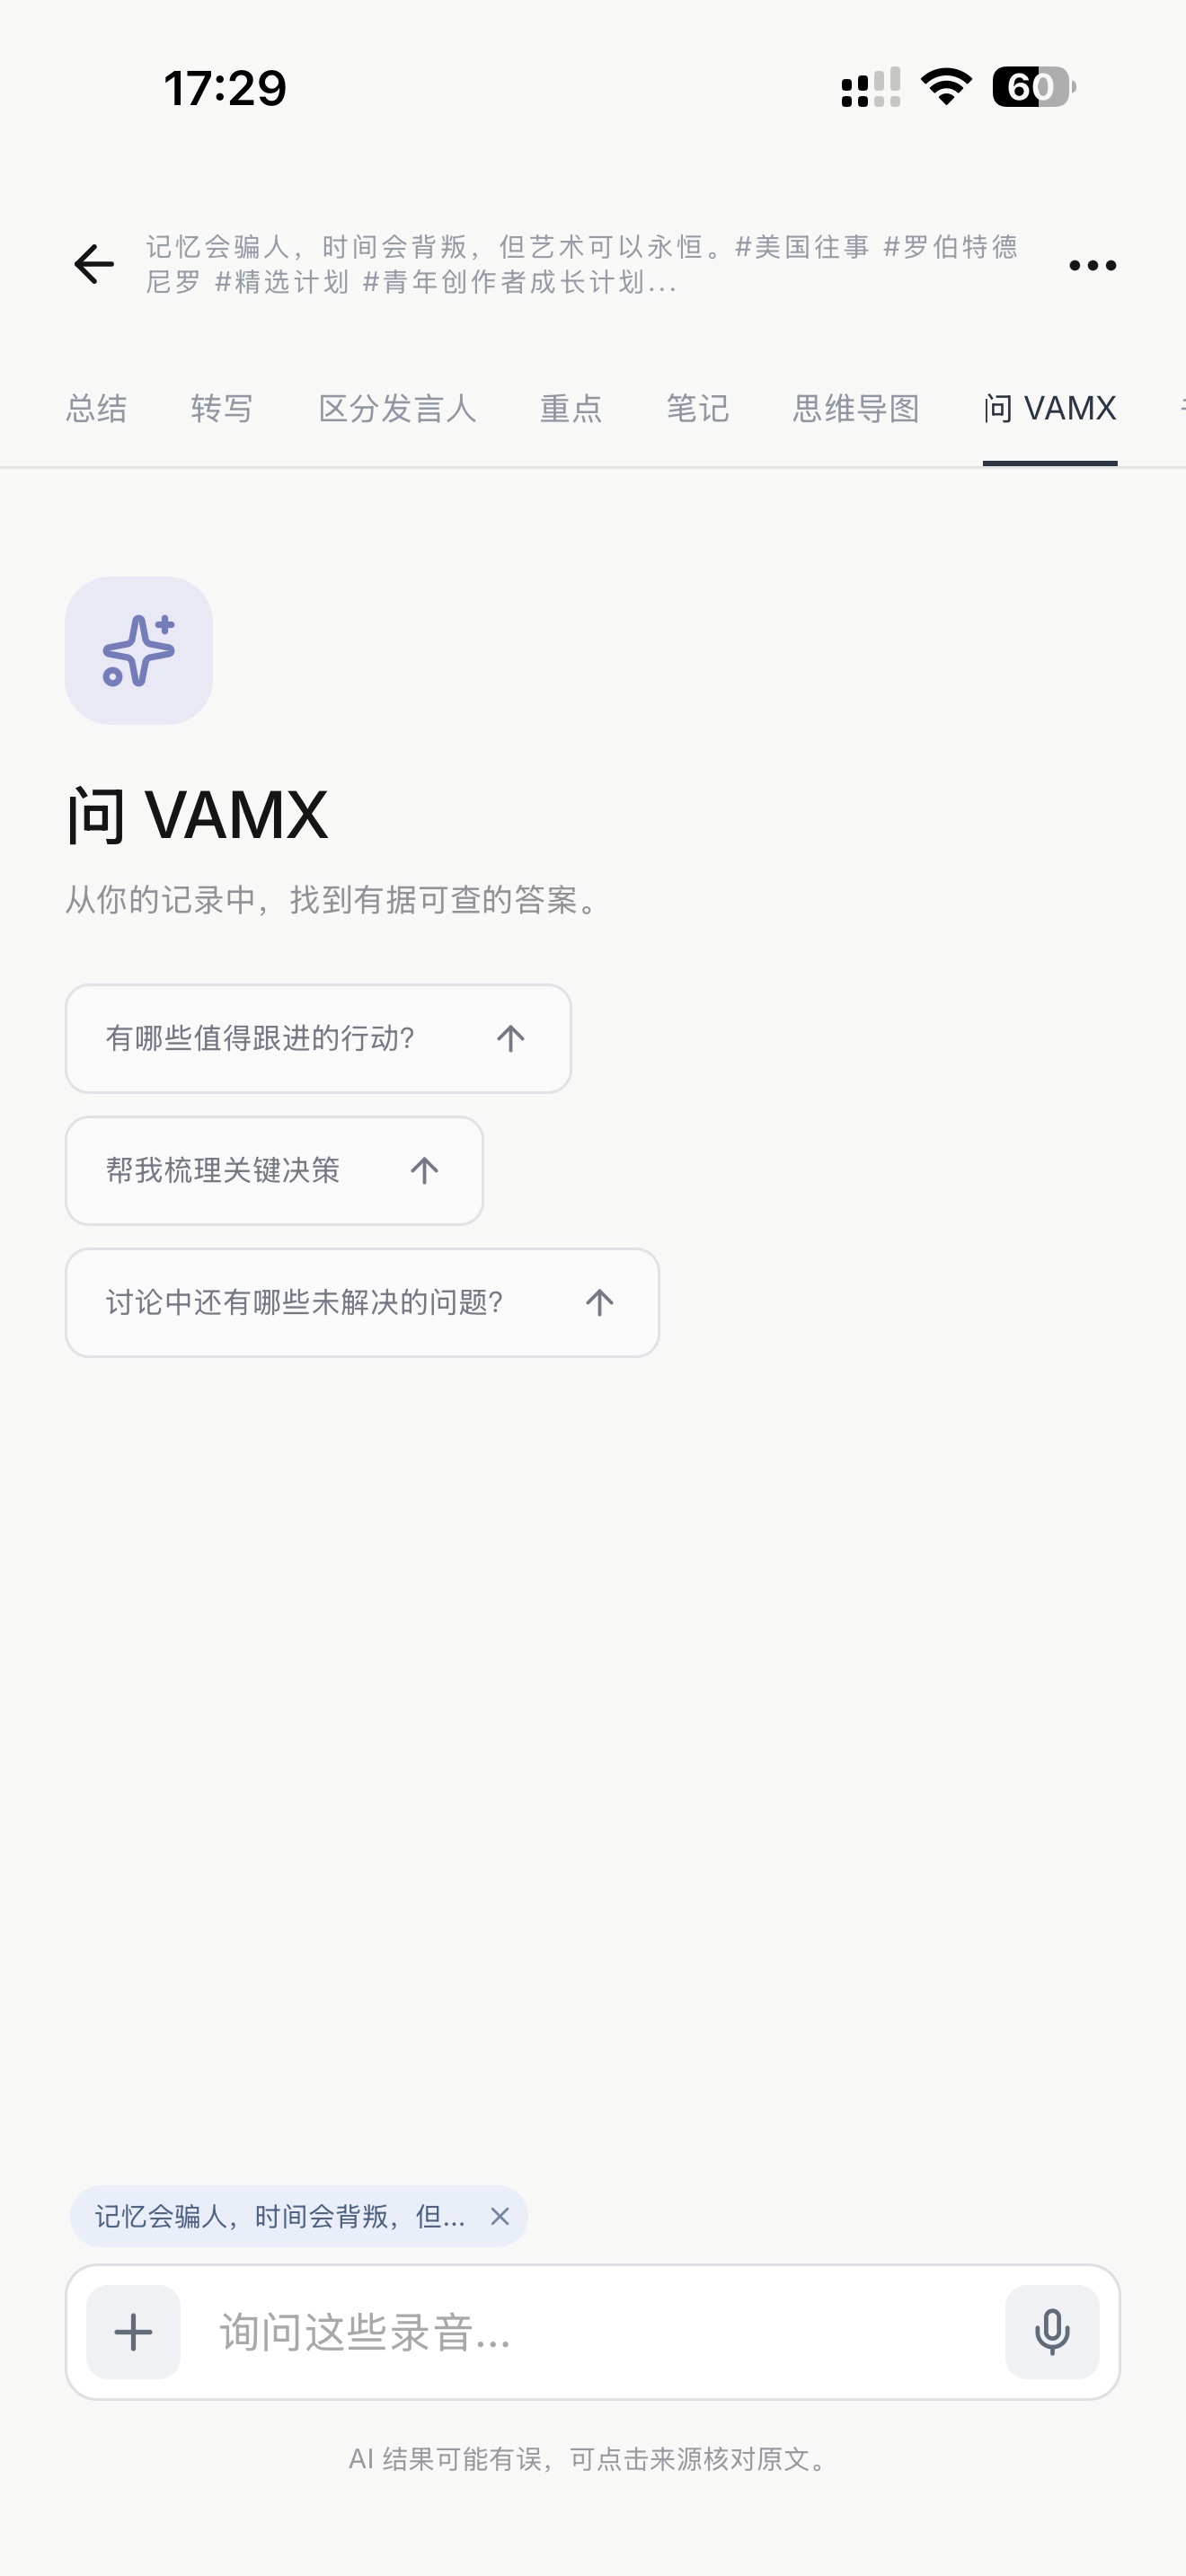 17:29
60
记忆会骗人，时间会背叛，但艺术可以永恒。#美国往事 #罗伯特德
尼罗 #精选计划 #青年创作者成长计划...
总结 转写 区分发言人 重点 笔记 思维导图 问 VAMX
问 VAMX
从你的记录中，找到有据可查的答案。
有哪些值得跟进的行动?
帮我梳理关键决策
讨论中还有哪些未解决的问题?
记忆会骗人，时间会背叛，但...
询问这些录音...
AI 结果可能有误，可点击来源核对原文。